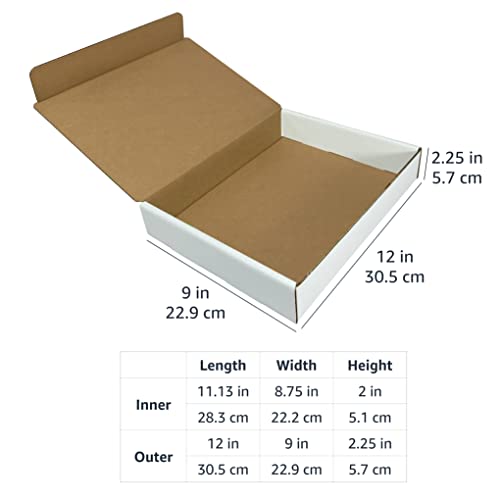 2.25 in
5.7 cm
12 in
30.5 cm
9 in
22.9 cm
Length Width Height
Inner 11.13 in 8.75 in 2 in
28.3 cm 22.2 cm 5.1 cm
Outer 12 in 9 in 2.25 in
30.5 cm 22.9 cm 5.7 cm